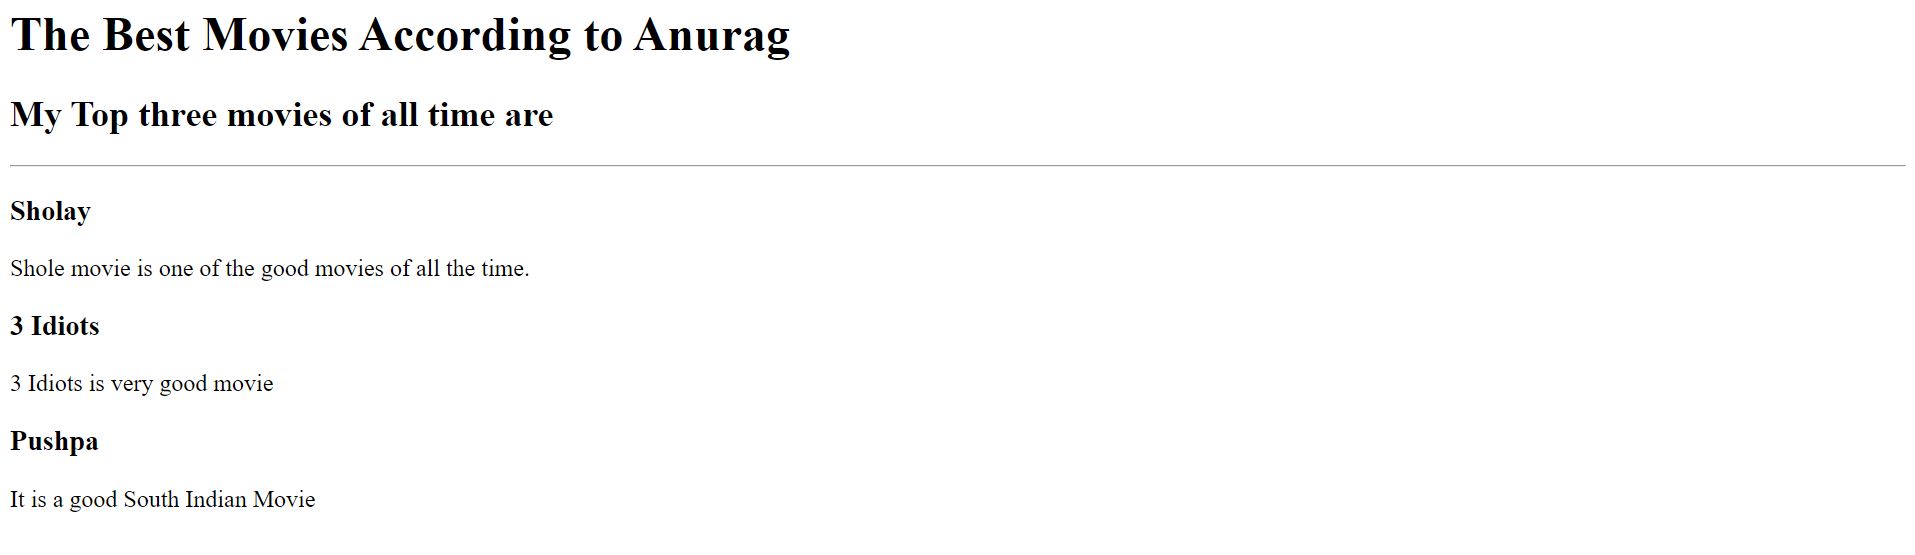 The Best Movies According to Anurag
My Top three movies of all time are
Sholay
Shole movie is one of the good movies of all the time.
3 Idiots
3 Idiots is very good movie
Pushpa
It is a good South Indian Movie